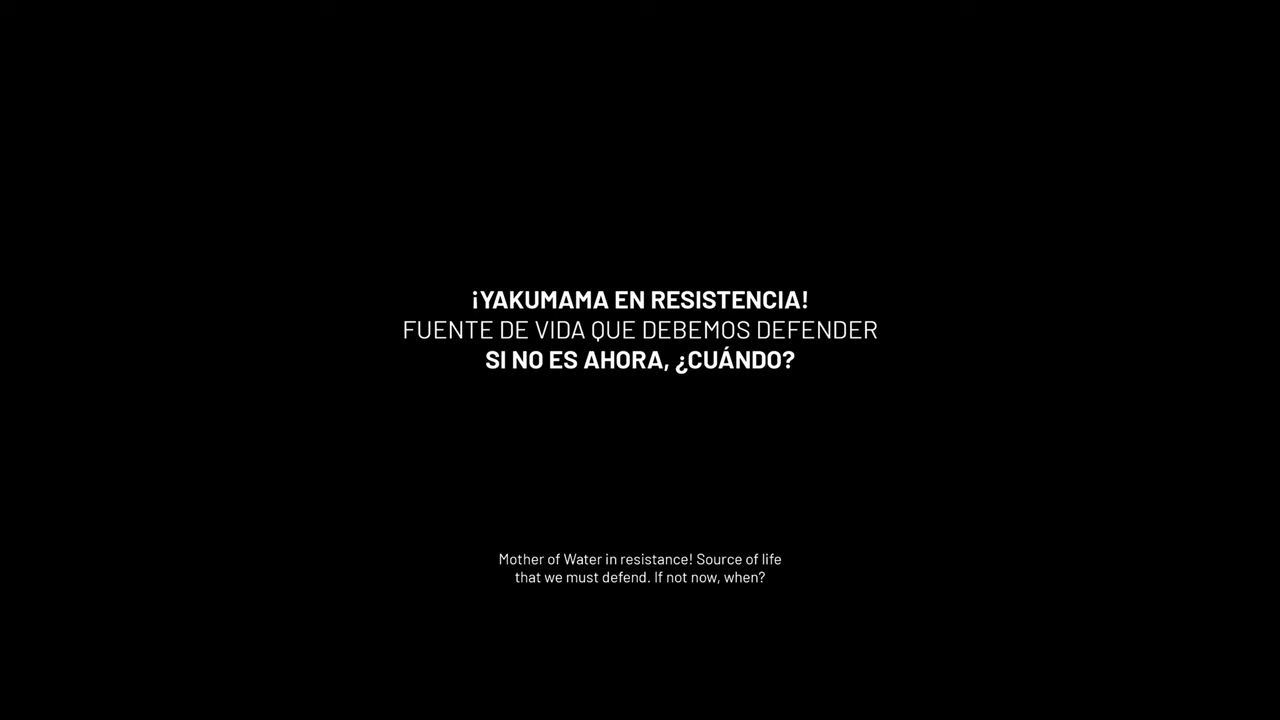 ¡YAKUMAMA EN RESISTENCIA!
FUENTE DE VIDA QUE DEBEMOS DEFENDER
SI NO ES AHORA, ¿CUÁNDO?
Mother of Water in resistance! Source of life
that we must defend. If not now, when?